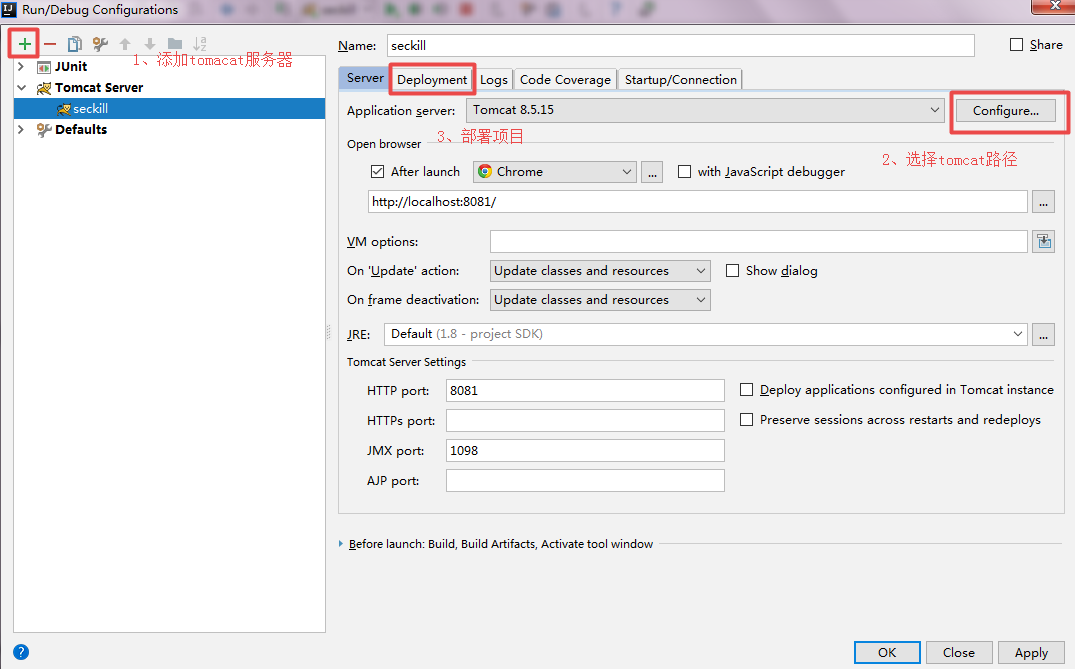 Run/Debug Configurations
1、添加tomacat服务器
JUnit
Tomcat Server
seckill
Defaults
Name: seckill
Share
Server Deployment Logs Code Coverage Startup/Connection
Application server: Tomcat 8.5.15 Configure...
3、部署项目
2、选择tomcat路径
Open browser
After launch Chrome ... with JavaScript debugger
http://localhost:8081/ ...
VM options:
On 'Update' action: Update classes and resources Show dialog
On frame deactivation: Update classes and resources
JRE: Default (1.8 - project SDK) ...
Tomcat Server Settings
HTTP port: 8081 Deploy applications configured in Tomcat instance
HTTPs port: Preserve sessions across restarts and redeploys
JMX port: 1098
AJP port:
Before launch: Build, Build Artifacts, Activate tool window
? OK Close Apply